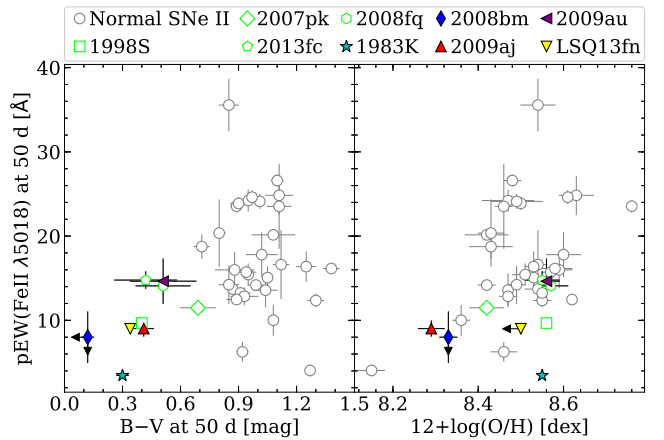 Normal SNe II 2007pk 2008fq 2008bm 2009au
1998S 2013fc 1983K 2009aj LSQ13fn
pEW(FeII λ5018) at 50 d [Å]
40
30
20
10
0.0 0.3 0.6 0.9 1.2 1.5 8.2 8.4 8.6
B−V at 50 d [mag] 12+log(O/H) [dex]